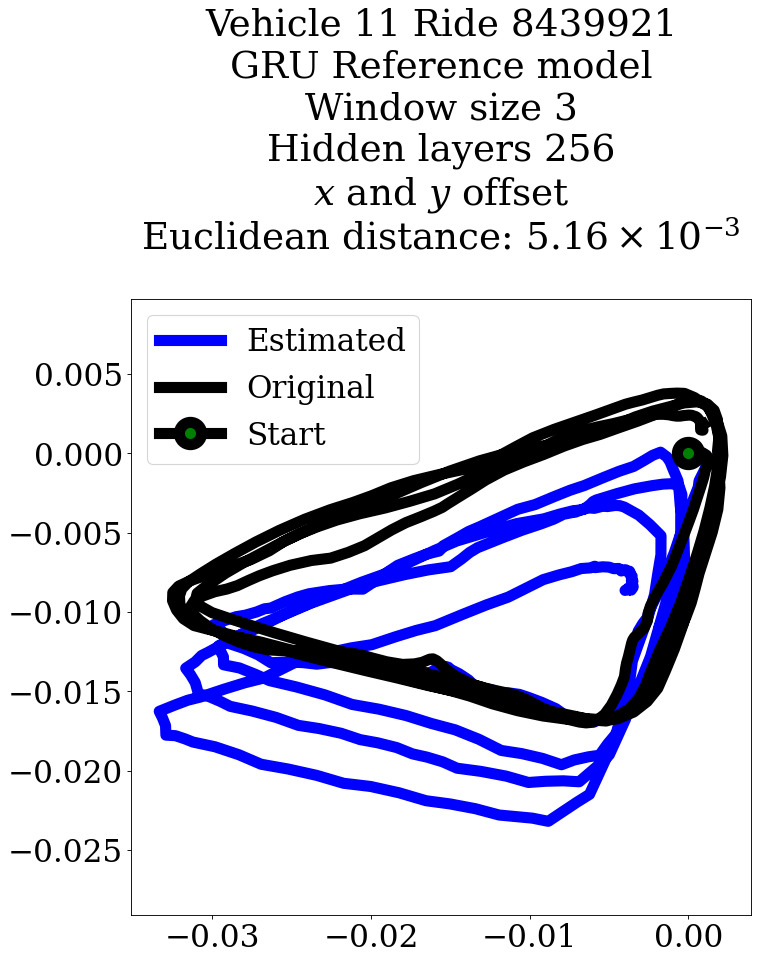 Vehicle 11 Ride 8439921
GRU Reference model
Window size 3
Hidden layers 256
x and y offset
Euclidean distance: 5.16 × 10⁻³
Estimated
Original
Start
0.005
0.000
−0.005
−0.010
−0.015
−0.020
−0.025
−0.03
−0.02
−0.01
0.00